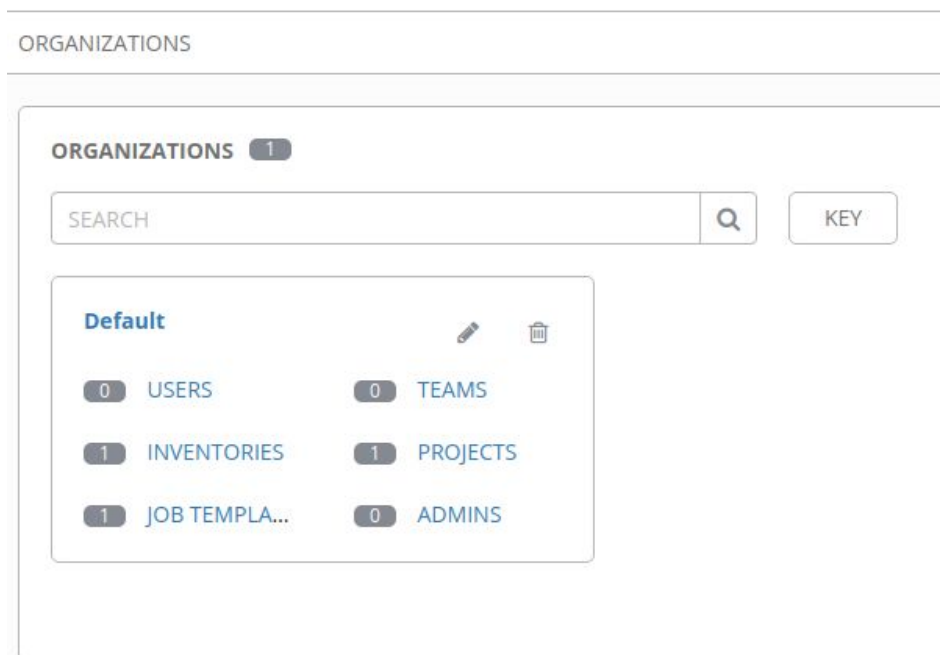 ORGANIZATIONS
ORGANIZATIONS 1
SEARCH KEY
Default
0 USERS 0 TEAMS
1 INVENTORIES 1 PROJECTS
1 JOB TEMPLA... 0 ADMINS